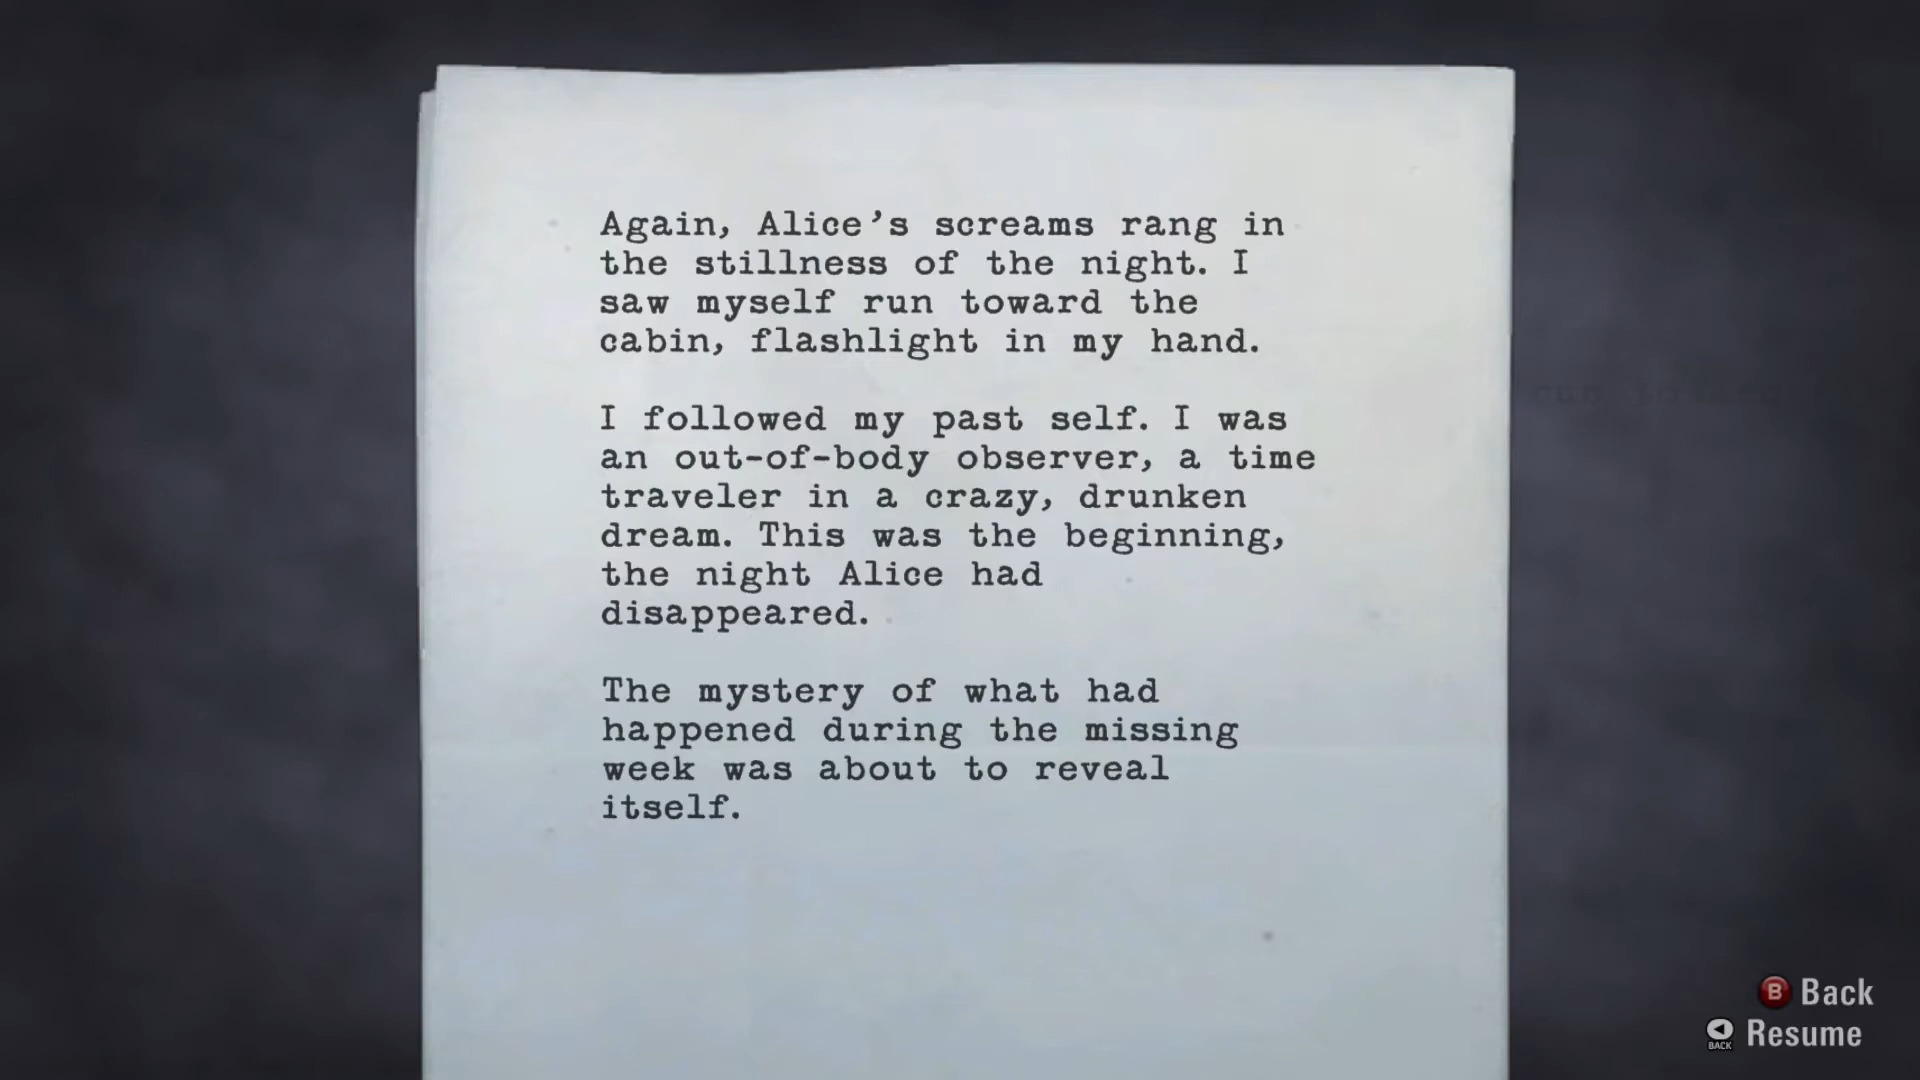 Again, Alice’s screams rang in
the stillness of the night. I
saw myself run toward the
cabin, flashlight in my hand.
I followed my past self. I was
an out-of-body observer, a time
traveler in a crazy, drunken
dream. This was the beginning,
the night Alice had
disappeared.
The mystery of what had
happened during the missing
week was about to reveal
itself.
B Back
BACK Resume